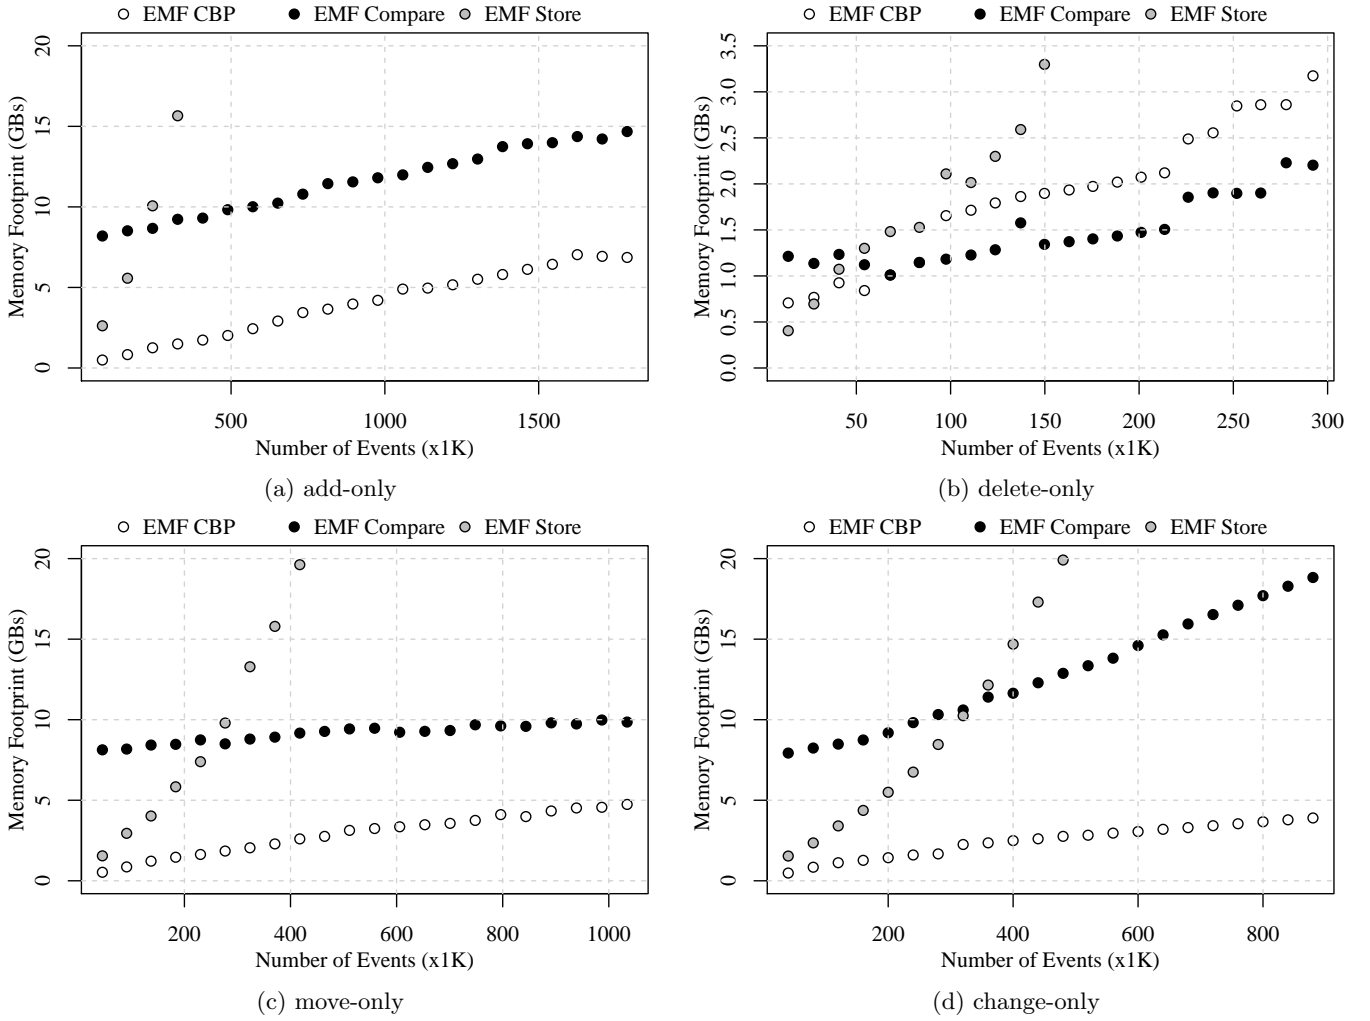 EMF CBP EMF Compare EMF Store
Memory Footprint (GBs)
20
15
10
5
0
500 1000 1500
Number of Events (x1K)
(a) add-only
EMF CBP EMF Compare EMF Store
Memory Footprint (GBs)
3.5
3.0
2.5
2.0
1.5
1.0
0.5
0.0
50 100 150 200 250 300
Number of Events (x1K)
(b) delete-only
EMF CBP EMF Compare EMF Store
Memory Footprint (GBs)
20
15
10
5
0
200 400 600 800 1000
Number of Events (x1K)
(c) move-only
EMF CBP EMF Compare EMF Store
Memory Footprint (GBs)
20
15
10
5
0
200 400 600 800
Number of Events (x1K)
(d) change-only